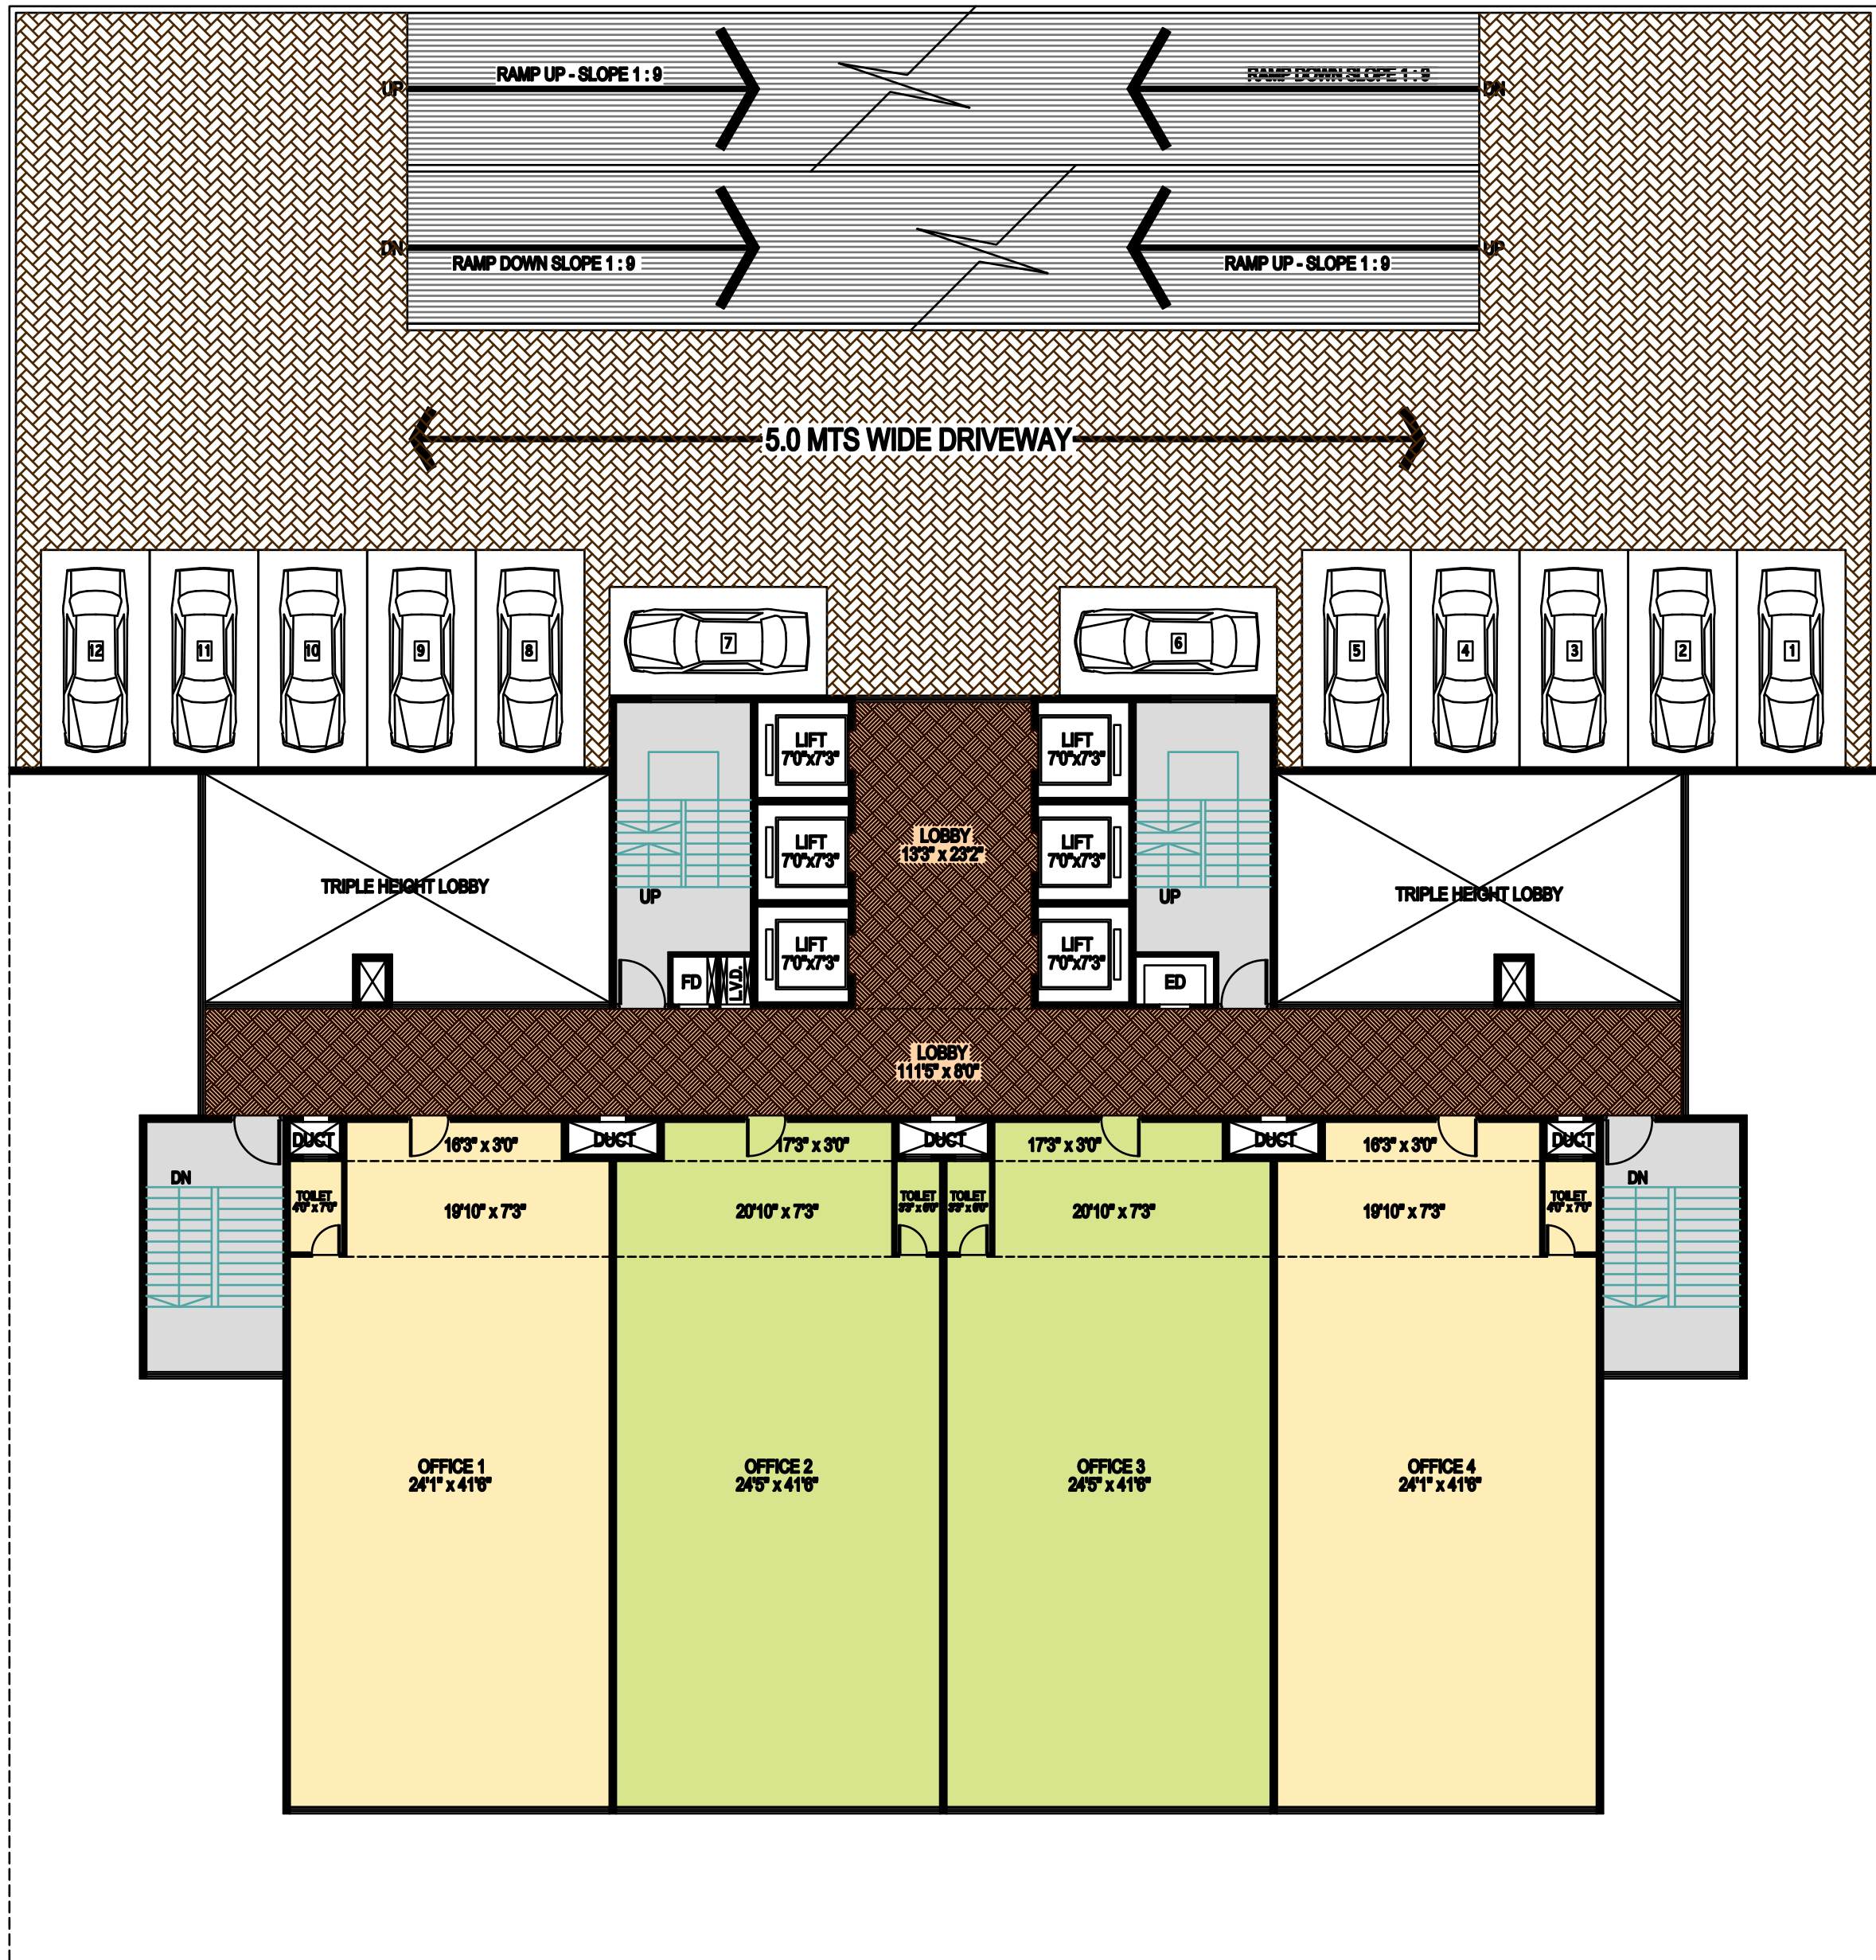 RAMP UP - SLOPE 1 : 9
RAMP DOWN SLOPE 1 : 9
UP
DN
DN
UP
RAMP DOWN SLOPE 1 : 9
RAMP UP - SLOPE 1 : 9
5.0 MTS WIDE DRIVEWAY
12
11
10
9
8
7
6
5
4
3
2
1
LIFT
7'0"x7'3"
LIFT
7'0"x7'3"
LIFT
7'0"x7'3"
LIFT
7'0"x7'3"
LIFT
7'0"x7'3"
LIFT
7'0"x7'3"
LOBBY
13'3" x 23'2"
TRIPLE HEIGHT LOBBY
TRIPLE HEIGHT LOBBY
UP
UP
FD
L.V.D.
ED
LOBBY
111'5" x 8'0"
DUCT
16'3" x 3'0"
DUCT
17'3" x 3'0"
DUCT
17'3" x 3'0"
DUCT
16'3" x 3'0"
DUCT
DN
DN
TOILET
4'0" x 7'0"
19'10" x 7'3"
20'10" x 7'3"
TOILET
TOILET
20'10" x 7'3"
19'10" x 7'3"
TOILET
4'0" x 7'0"
OFFICE 1
24'1" x 41'6"
OFFICE 2
24'5" x 41'6"
OFFICE 3
24'5" x 41'6"
OFFICE 4
24'1" x 41'6"